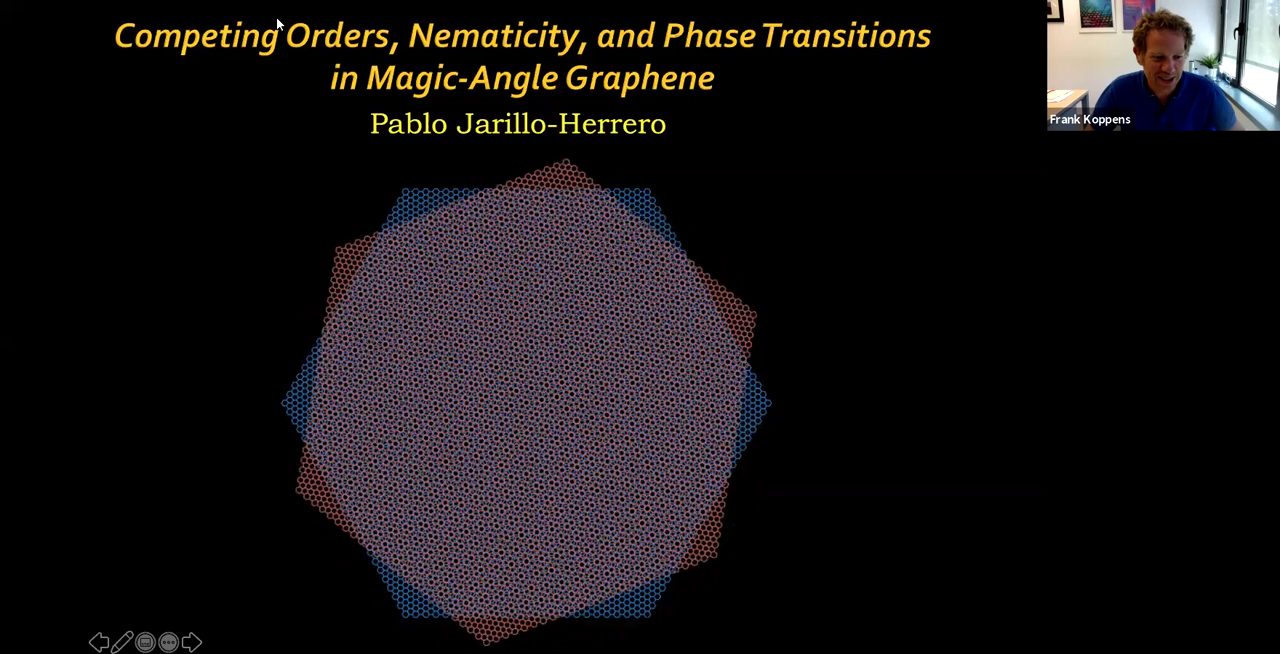 Competing Orders, Nematicity, and Phase Transitions
in Magic-Angle Graphene
Pablo Jarillo-Herrero
Frank Koppens